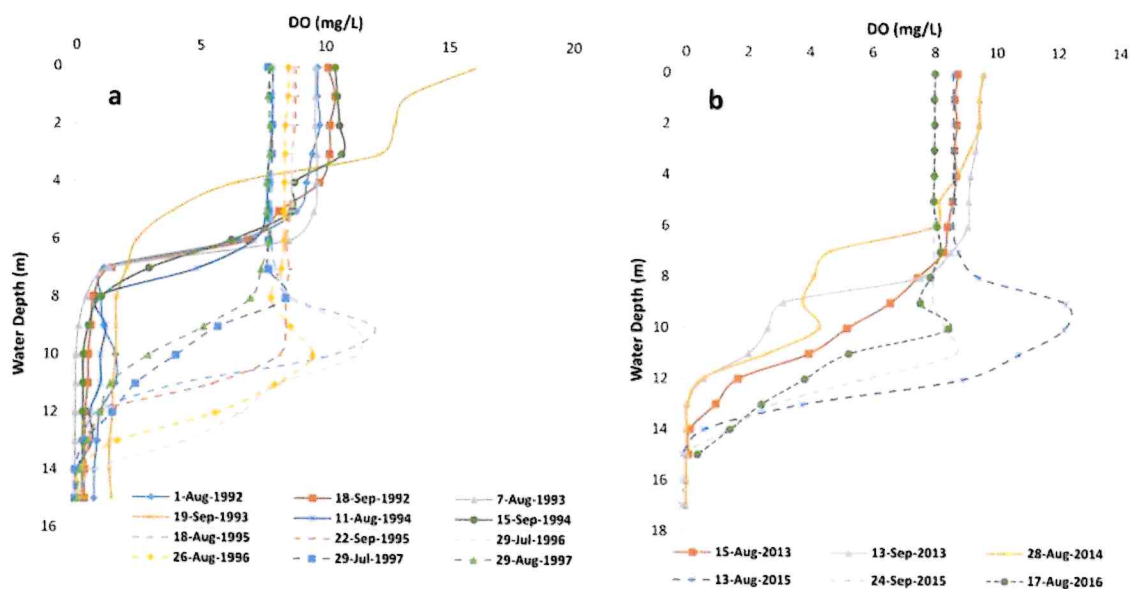 DO (mg/L)
0 5 10 15 20
0
2
4
6
8
10
12
14
16
Water Depth (m)
a
1-Aug-1992 18-Sep-1992 7-Aug-1993
19-Sep-1993 11-Aug-1994 15-Sep-1994
18-Aug-1995 22-Sep-1995 29-Jul-1996
26-Aug-1996 29-Jul-1997 29-Aug-1997
DO (mg/L)
0 2 4 6 8 10 12 14
0
2
4
6
8
10
12
14
16
18
Water Depth (m)
b
15-Aug-2013 13-Sep-2013 28-Aug-2014
13-Aug-2015 24-Sep-2015 17-Aug-2016